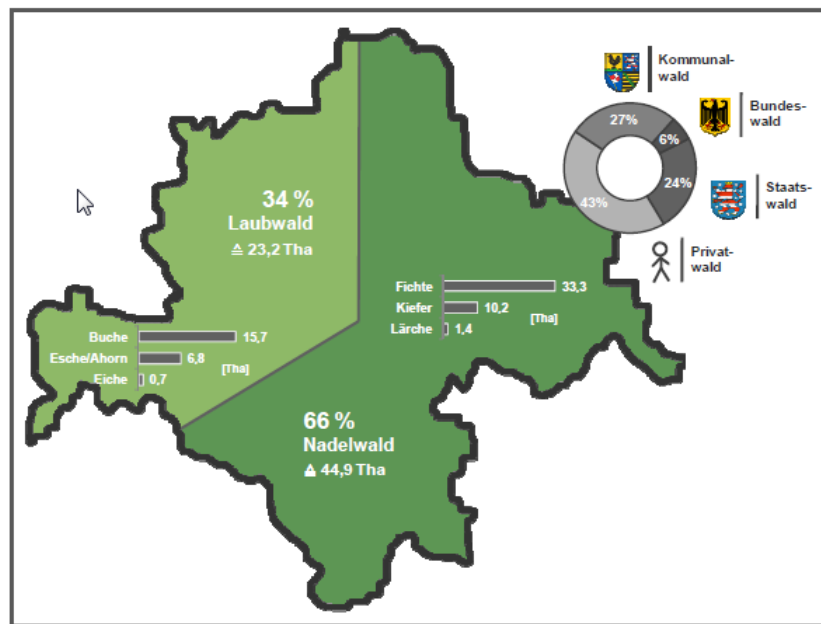 Kommunal-
wald
Bundes-
wald
27%
6%
24%
43%
Staats-
wald
Privat-
wald
34 %
Laubwald
≙ 23,2 Tha
Fichte 33,3
Kiefer 10,2
Lärche 1,4
[Tha]
Buche 15,7
Esche/Ahorn 6,8
Eiche 0,7
[Tha]
66 %
Nadelwald
≙ 44,9 Tha